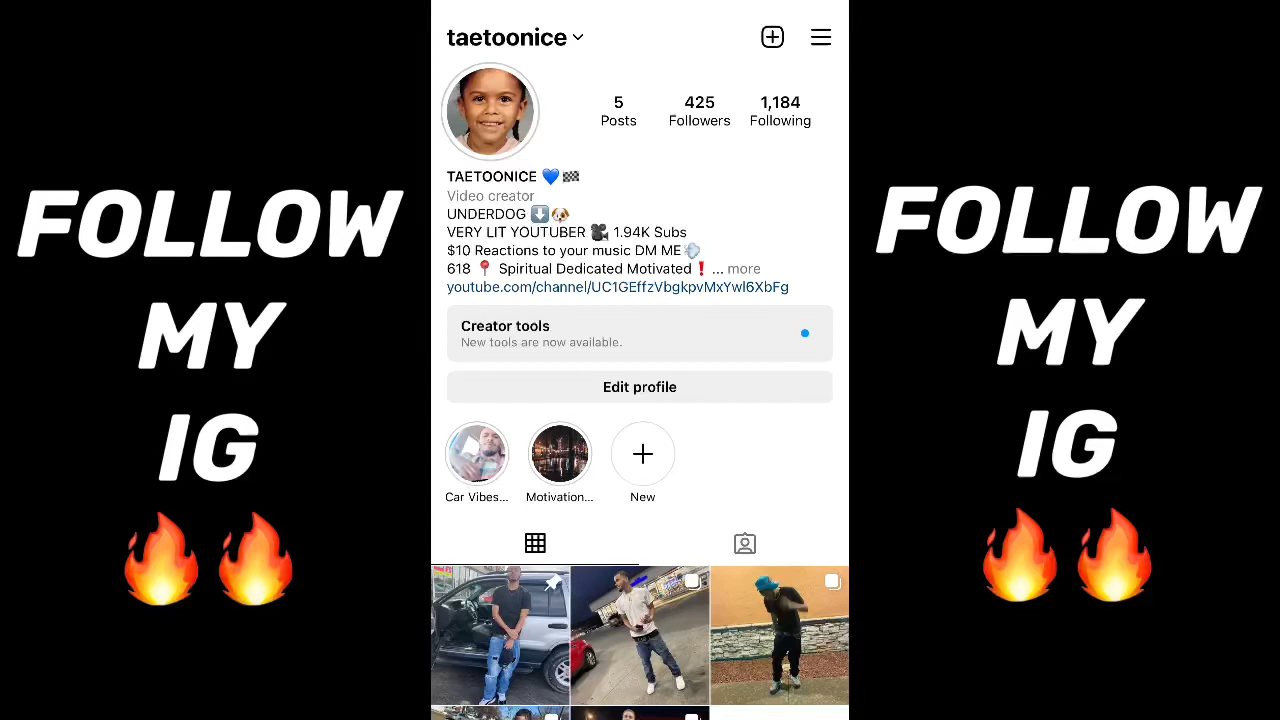 FOLLOW
MY
IG
🔥🔥
taetoonice
5
Posts
425
Followers
1,184
Following
TAETOONICE 💙🏁
Video creator
UNDERDOG ⬇️🐶
VERY LIT YOUTUBER 🎥 1.94K Subs
$10 Reactions to your music DM ME💨
618 📍 Spiritual Dedicated Motivated❗ ... more
youtube.com/channel/UC1GEffzVbgkpvMxYwl6XbFg
Creator tools
New tools are now available.
Edit profile
Car Vibes...
Motivation...
New
FOLLOW
MY
IG
🔥🔥